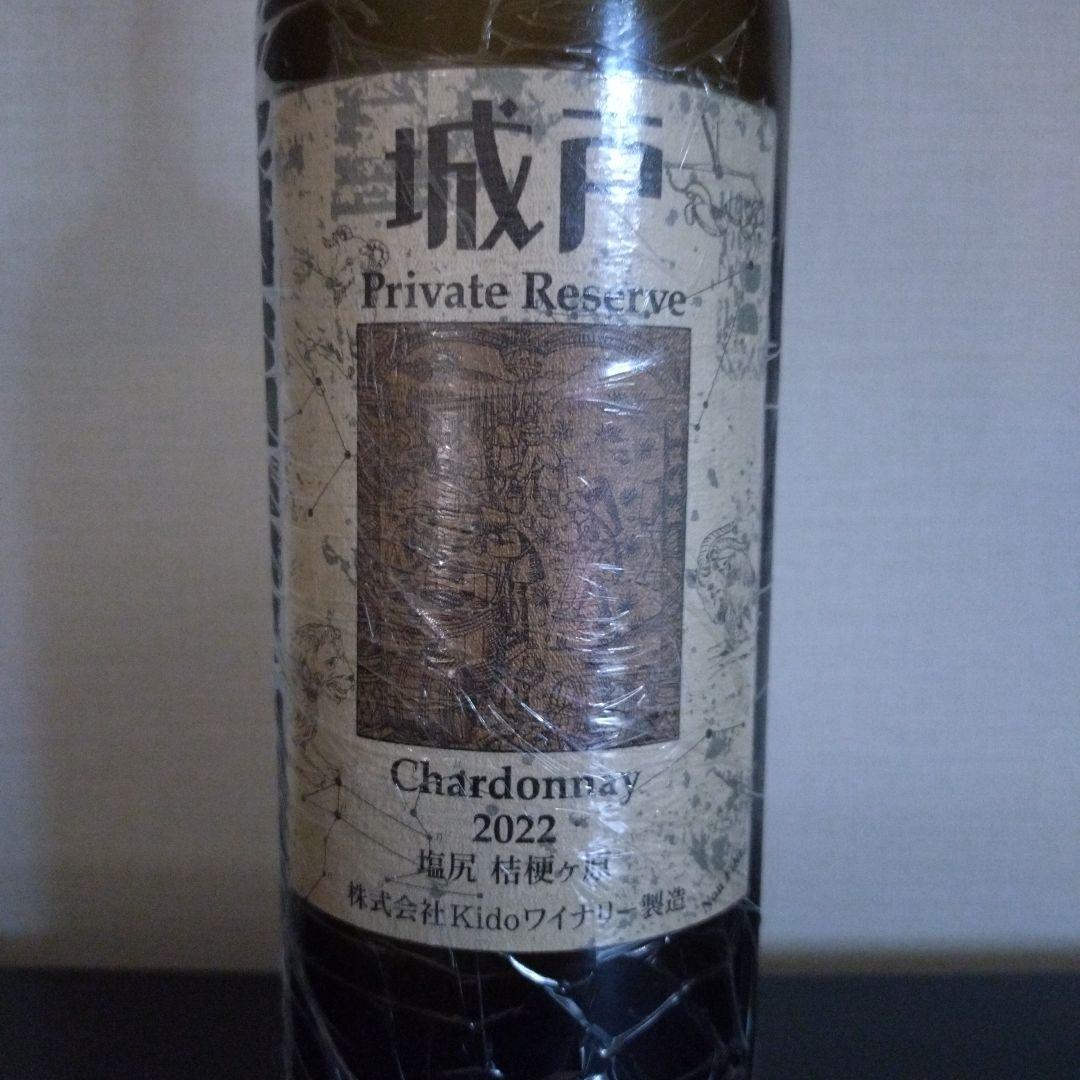 城戸
Private Reserve
Chardonnay
2022
塩尻 桔梗ヶ原
株式会社Kidoワイナリー製造